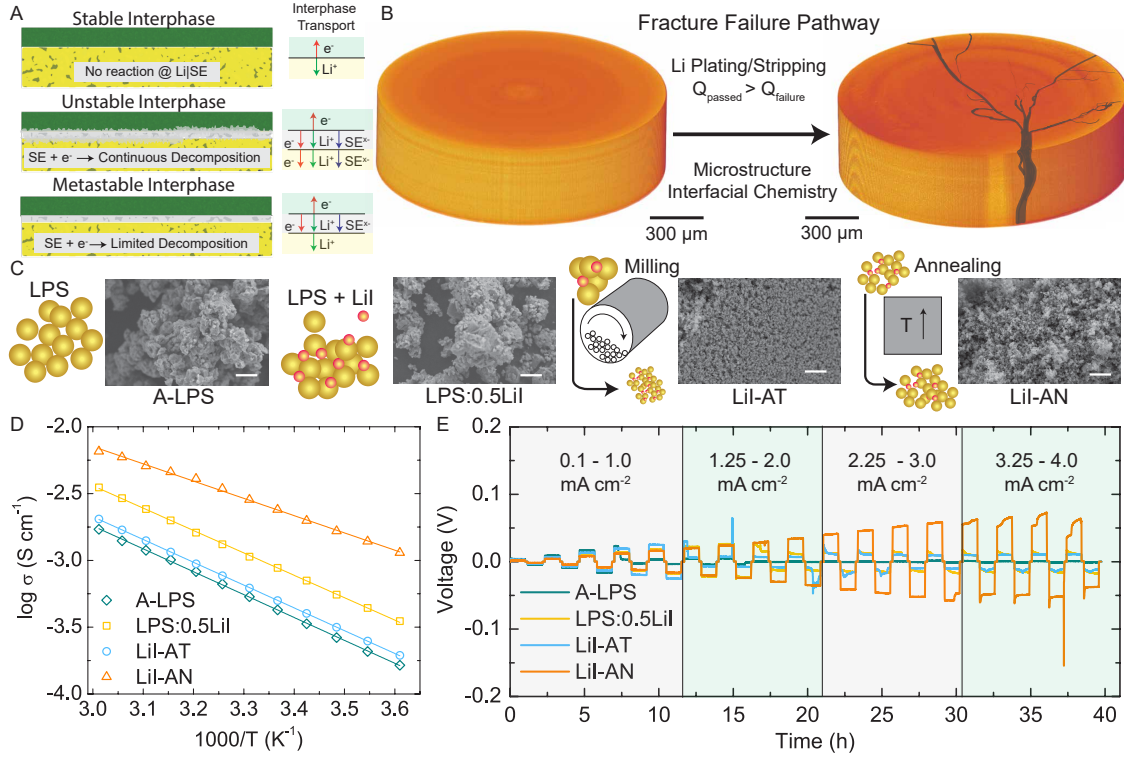 A
Stable Interphase
No reaction @ Li|SE
Unstable Interphase
SE + e- → Continuous Decomposition
Metastable Interphase
SE + e- → Limited Decomposition
Interphase
Transport
e-
Li+
e-
e- Li+ SEx-
e- Li+ SEx-
e-
e- Li+ SEx-
Li+
B
Fracture Failure Pathway
Li Plating/Stripping
Qpassed > Qfailure
Microstructure
Interfacial Chemistry
300 μm
300 μm
C
LPS
A-LPS
LPS + LiI
LPS:0.5LiI
Milling
LiI-AT
Annealing
T
LiI-AN
D
log σ (S cm-1)
-2.0
-2.5
-3.0
-3.5
-4.0
A-LPS
LPS:0.5LiI
LiI-AT
LiI-AN
3.0 3.1 3.2 3.3 3.4 3.5 3.6
1000/T (K-1)
E
Voltage (V)
0.2
0.1
0.0
-0.1
-0.2
0.1 - 1.0
mA cm-2
1.25 - 2.0
mA cm-2
2.25 - 3.0
mA cm-2
3.25 - 4.0
mA cm-2
A-LPS
LPS:0.5LiI
LiI-AT
LiI-AN
0 5 10 15 20 25 30 35 40
Time (h)